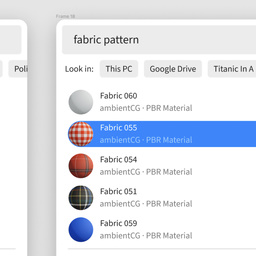 Frame 10
fabric pattern
Poli
Look in: This PC Google Drive Titanic In A
Fabric 060
ambientCG · PBR Material
Fabric 055
ambientCG · PBR Material
Fabric 054
ambientCG · PBR Material
Fabric 051
ambientCG · PBR Material
Fabric 059
ambientCG · PBR Material